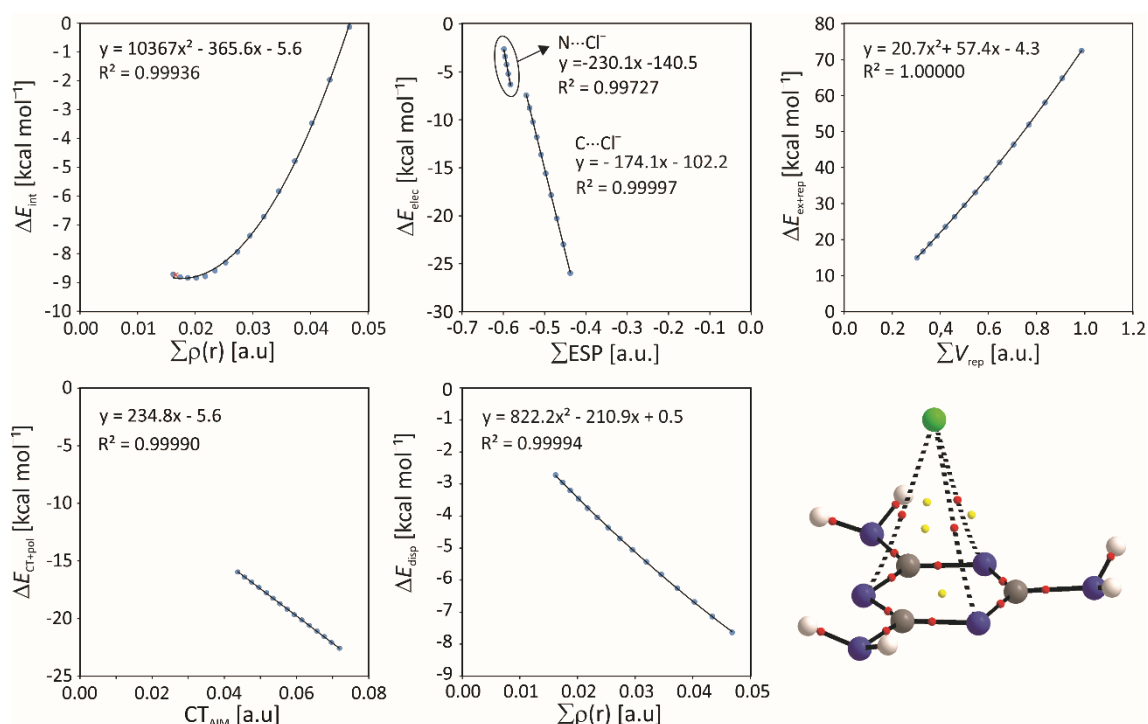 y = 10367x² - 365.6x - 5.6
R² = 0.99936
0
-1
-2
-3
-4
-5
-6
-7
-8
-9
-10
ΔE_int [kcal mol⁻¹]
0.00 0.01 0.02 0.03 0.04 0.05
∑ρ(r) [a.u]
N···Cl⁻
y =-230.1x -140.5
R² = 0.99727
C···Cl⁻
y = - 174.1x - 102.2
R² = 0.99997
0
-5
-10
-15
-20
-25
-30
ΔE_elec [kcal mol⁻¹]
-0.7 -0.6 -0.5 -0.4 -0.3 -0.2 -0.1 0.0
∑ESP [a.u.]
y = 20.7x²+ 57.4x - 4.3
R² = 1.00000
80
70
60
50
40
30
20
10
0
ΔE_ex+rep [kcal mol⁻¹]
0.0 0.2 0,4 0.6 0.8 1.0 1.2
∑V_rep [a.u.]
y = 234.8x - 5.6
R² = 0.99990
0
-5
-10
-15
-20
-25
ΔE_CT+pol [kcal mol⁻¹]
0.00 0.02 0.04 0.06 0.08
CT_AIM [a.u]
y = 822.2x² - 210.9x + 0.5
R² = 0.99994
0
-1
-2
-3
-4
-5
-6
-7
-8
-9
ΔE_disp [kcal mol⁻¹]
0.00 0.01 0.02 0.03 0.04 0.05
∑ρ(r) [a.u]